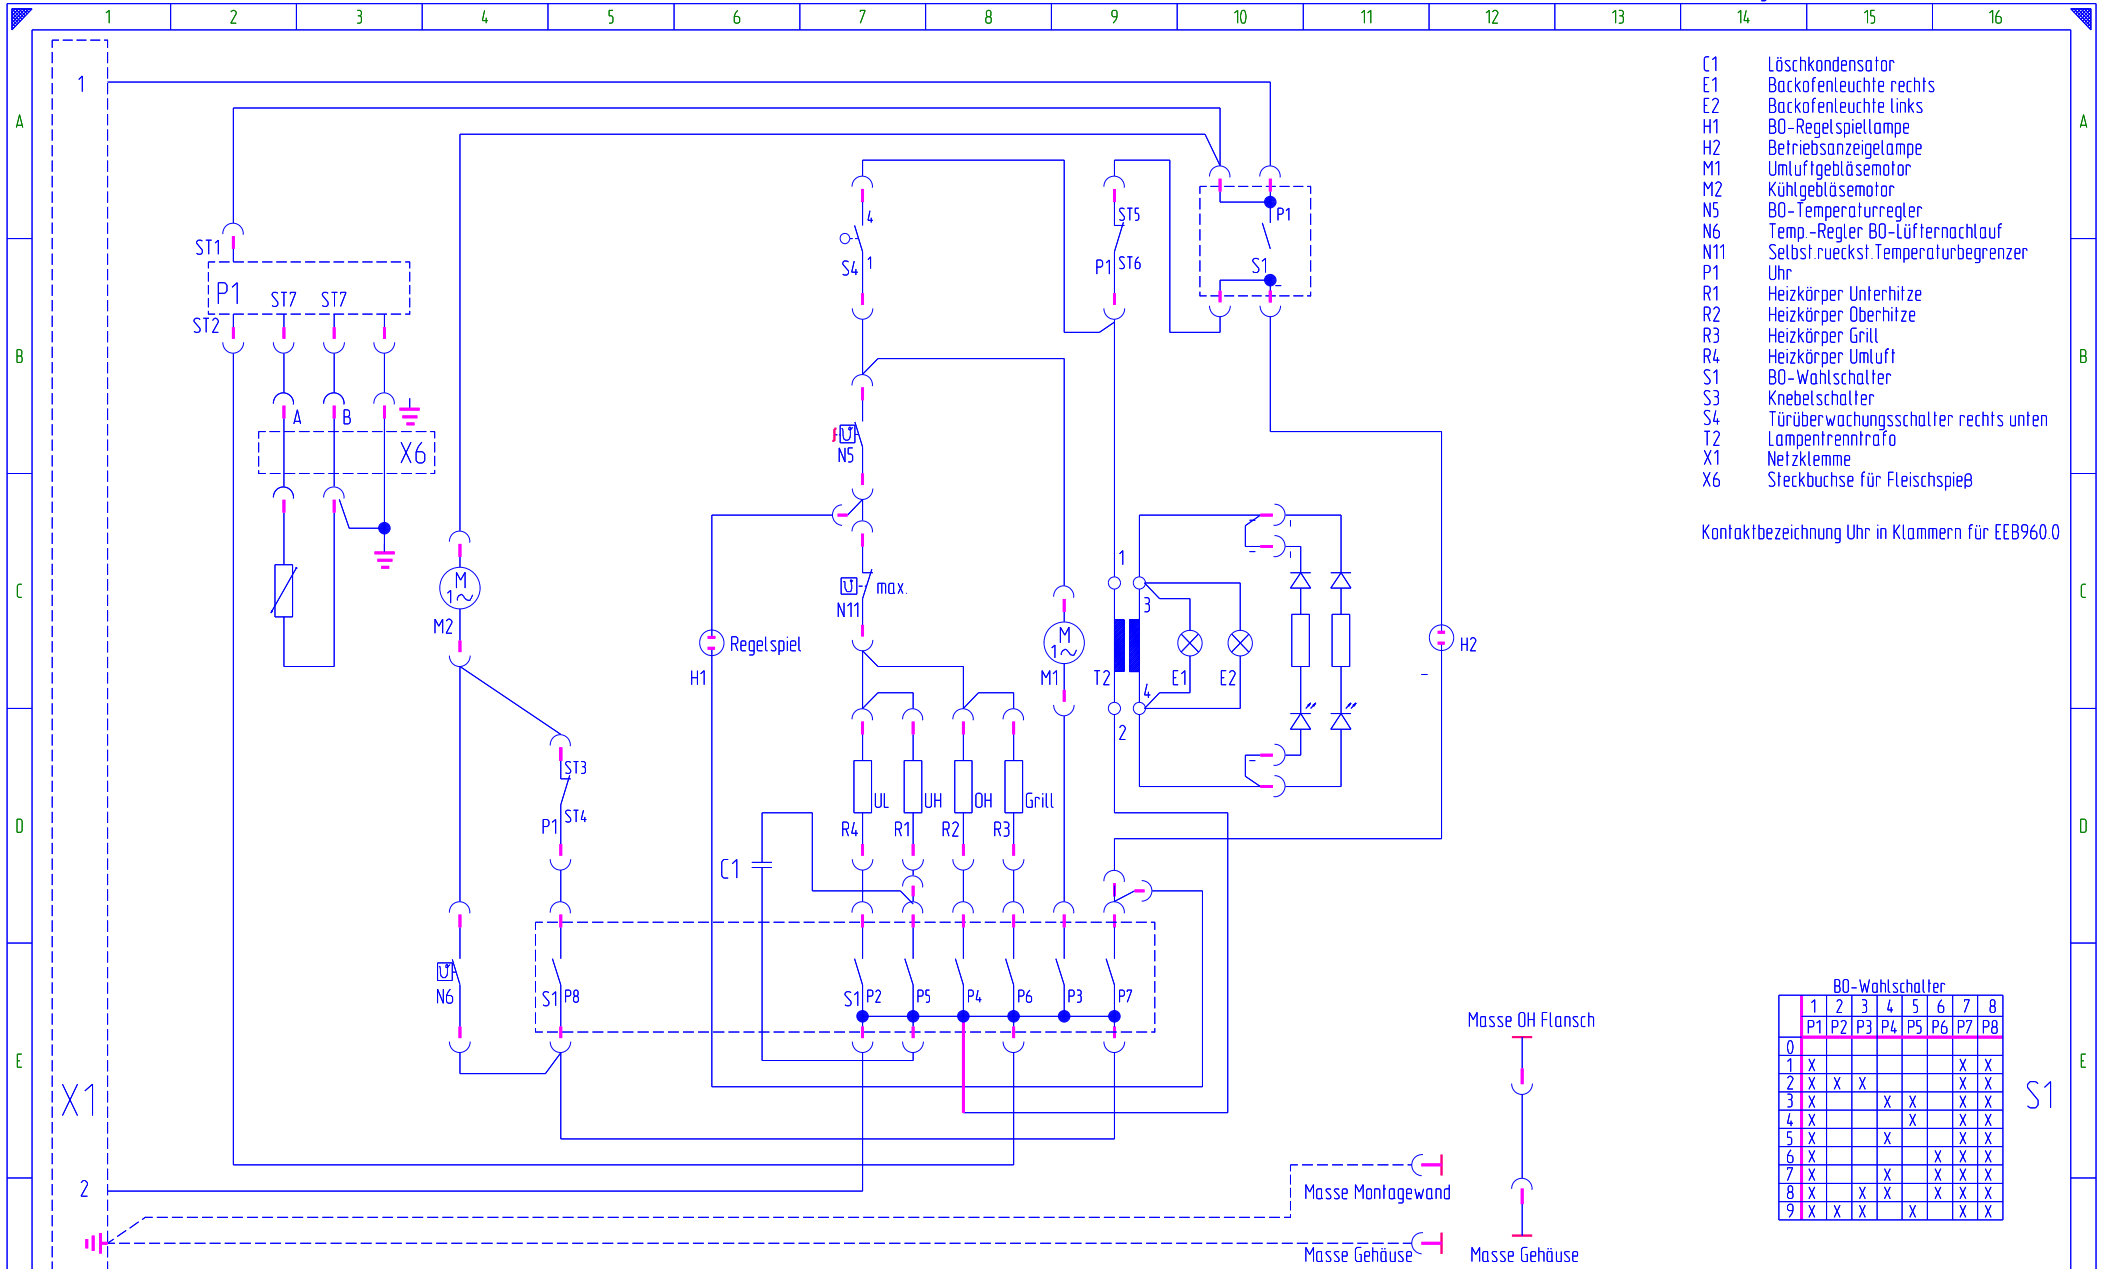 1 2 3 4 5 6 7 8 9 10 11 12 13 14 15 16
A
B
C
D
E
A
B
C
D
E
1
X1
2
ST1
P1
ST7
ST7
ST2
A
B
X6
M
1~
M2
ST3
ST4
P1
N6
S1
P8
4
S4
1
N5
N11
max.
H1
Regelspiel
C1
UL
UH
OH
Grill
R4
R1
R2
R3
S1
P2
P5
P4
P6
P3
P7
M
1~
M1
ST5
P1
ST6
P1
S1
1
3
T2
4
2
E1
E2
H2
C1 Löschkondensator
E1 Backofenleuchte rechts
E2 Backofenleuchte links
H1 BO-Regelspiellampe
H2 Betriebsanzeigelampe
M1 Umluftgebläsemotor
M2 Kühlgebläsemotor
N5 BO-Temperaturregler
N6 Temp.-Regler BO-Lüfternachlauf
N11 Selbst.rueckst.Temperaturbegrenzer
P1 Uhr
R1 Heizkörper Unterhitze
R2 Heizkörper Oberhitze
R3 Heizkörper Grill
R4 Heizkörper Umluft
S1 BO-Wahlschalter
S3 Knebelschalter
S4 Türüberwachungsschalter rechts unten
T2 Lampentrenntrafo
X1 Netzklemme
X6 Steckbuchse für Fleischspieß
Kontaktbezeichnung Uhr in Klammern für EEB960.0
Masse OH Flansch
Masse Montagewand
Masse Gehäuse
Masse Gehäuse
BO-Wahlschalter
1 2 3 4 5 6 7 8
P1 P2 P3 P4 P5 P6 P7 P8
0
1 X X X
2 X X X X X
3 X X X X X
4 X X X X
5 X X X X
6 X X X X
7 X X X X X
8 X X X X X X
9 X X X X X X
S1